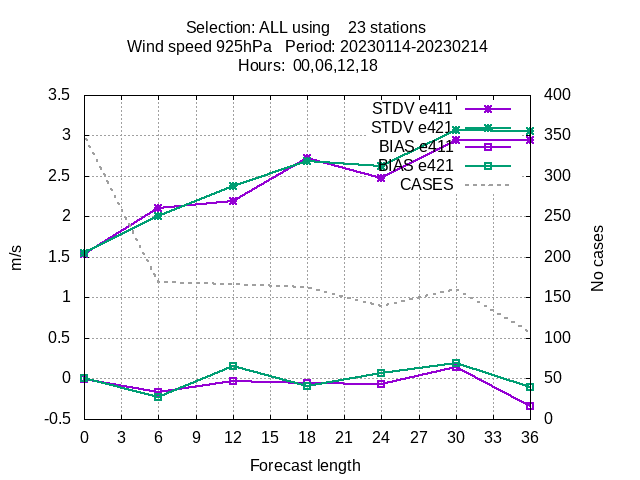 Selection: ALL using 23 stations
Wind speed 925hPa Period: 20230114-20230214
Hours: 00,06,12,18
STDV e411
STDV e421
BIAS e411
BIAS e421
CASES
3.5
3
2.5
2
1.5
1
0.5
0
-0.5
m/s
400
350
300
250
200
150
100
50
0
No cases
0 3 6 9 12 15 18 21 24 27 30 33 36
Forecast length